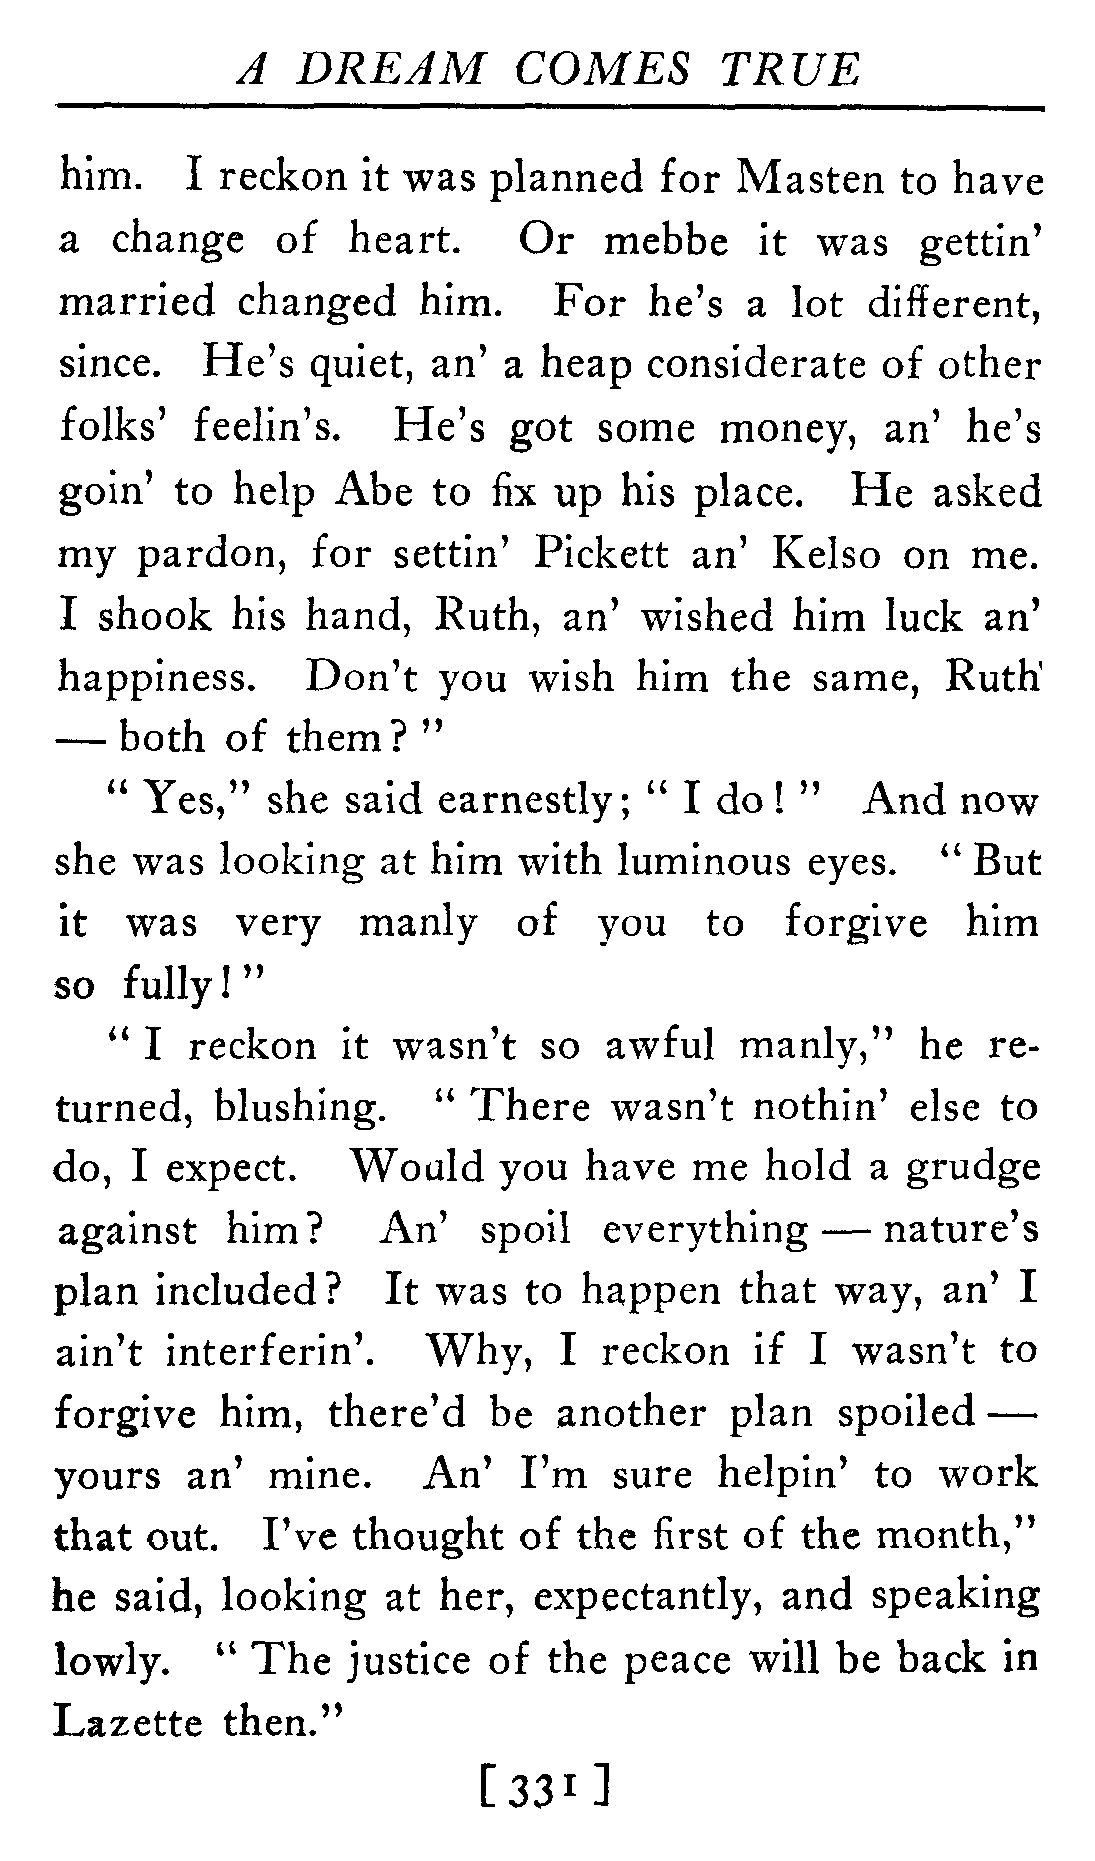 A DREAM COMES TRUE
him. I reckon it was planned for Masten to have
a change of heart. Or mebbe it was gettin'
married changed him. For he's a lot different,
since. He's quiet, an' a heap considerate of other
folks' feelin's. He's got some money, an' he's
goin' to help Abe to fix up his place. He asked
my pardon, for settin' Pickett an' Kelso on me.
I shook his hand, Ruth, an' wished him luck an'
happiness. Don't you wish him the same, Ruth
— both of them? "
" Yes," she said earnestly; " I do! " And now
she was looking at him with luminous eyes. " But
it was very manly of you to forgive him
so fully! "
" I reckon it wasn't so awful manly," he re-
turned, blushing. " There wasn't nothin' else to
do, I expect. Would you have me hold a grudge
against him? An' spoil everything — nature's
plan included? It was to happen that way, an' I
ain't interferin'. Why, I reckon if I wasn't to
forgive him, there'd be another plan spoiled —
yours an' mine. An' I'm sure helpin' to work
that out. I've thought of the first of the month,"
he said, looking at her, expectantly, and speaking
lowly. " The justice of the peace will be back in
Lazette then."
[ 331 ]